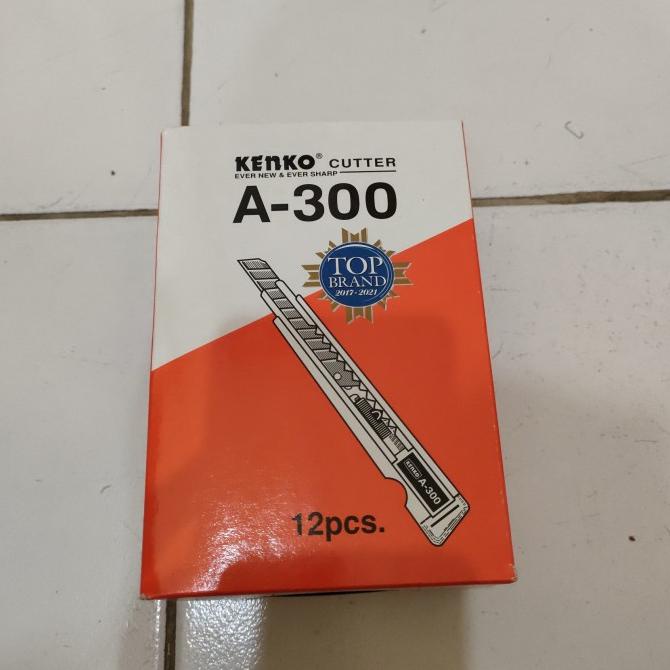 KENKO® CUTTER
EVER NEW & EVER SHARP
A-300
TOP
BRAND
2017-2021
KENKO A-300
12pcs.